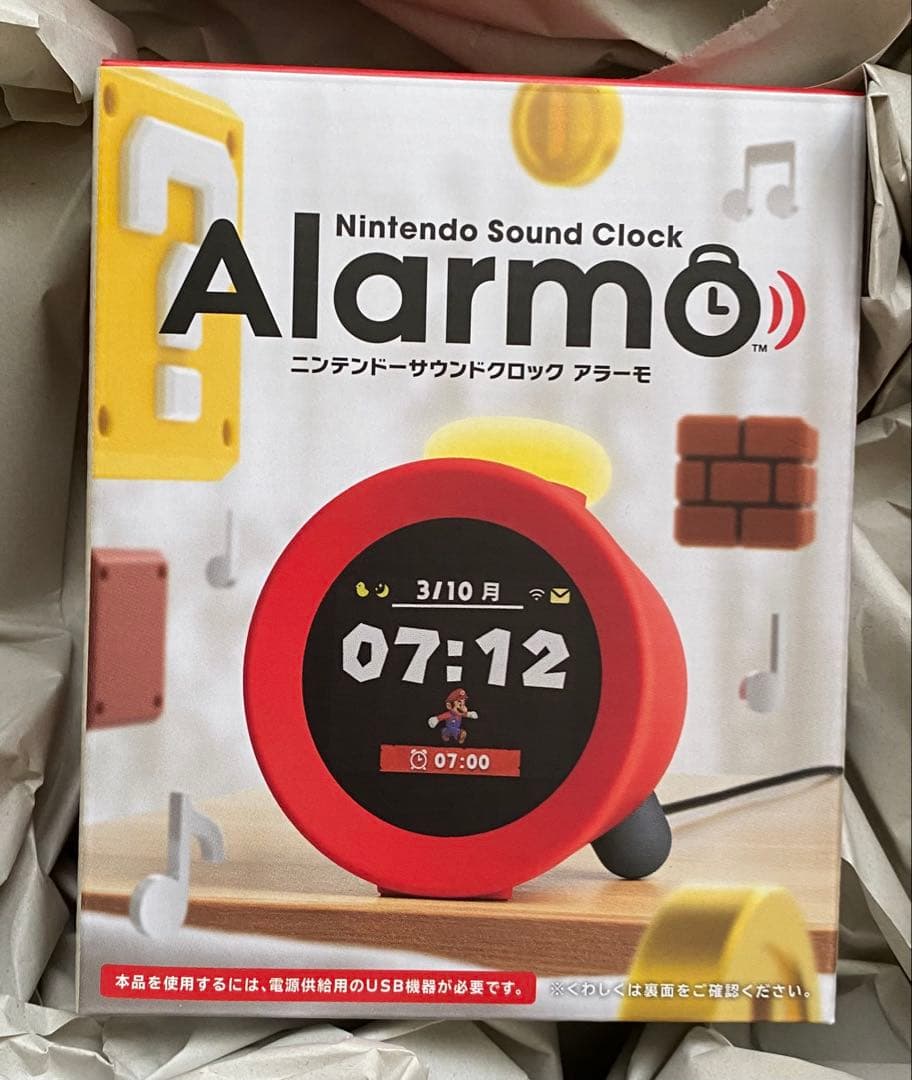 Nintendo Sound Clock
Alarmo
TM
ニンテンドーサウンドクロック アラーモ
3/10 月
07:12
07:00
本品を使用するには、電源供給用のUSB機器が必要です。
※くわしくは裏面をご確認ください。